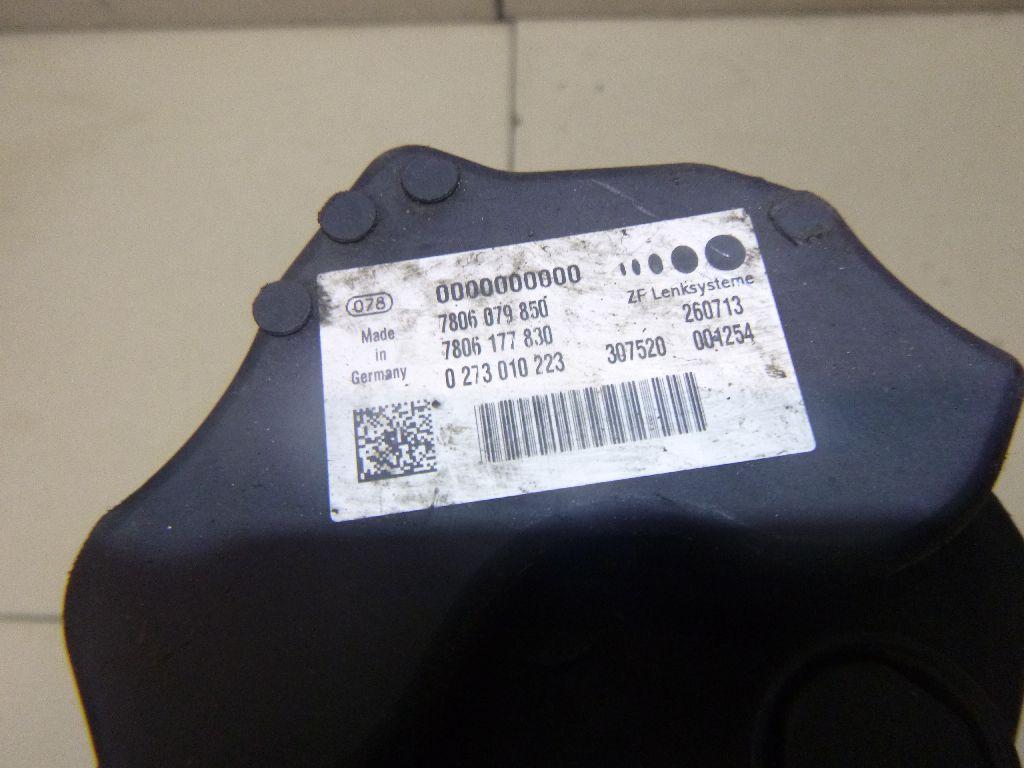 078
Made
in
Germany
0000000000
7806 079 850
7806 177 830
0 273 010 223
307520
ZF Lenksysteme
260713
001254